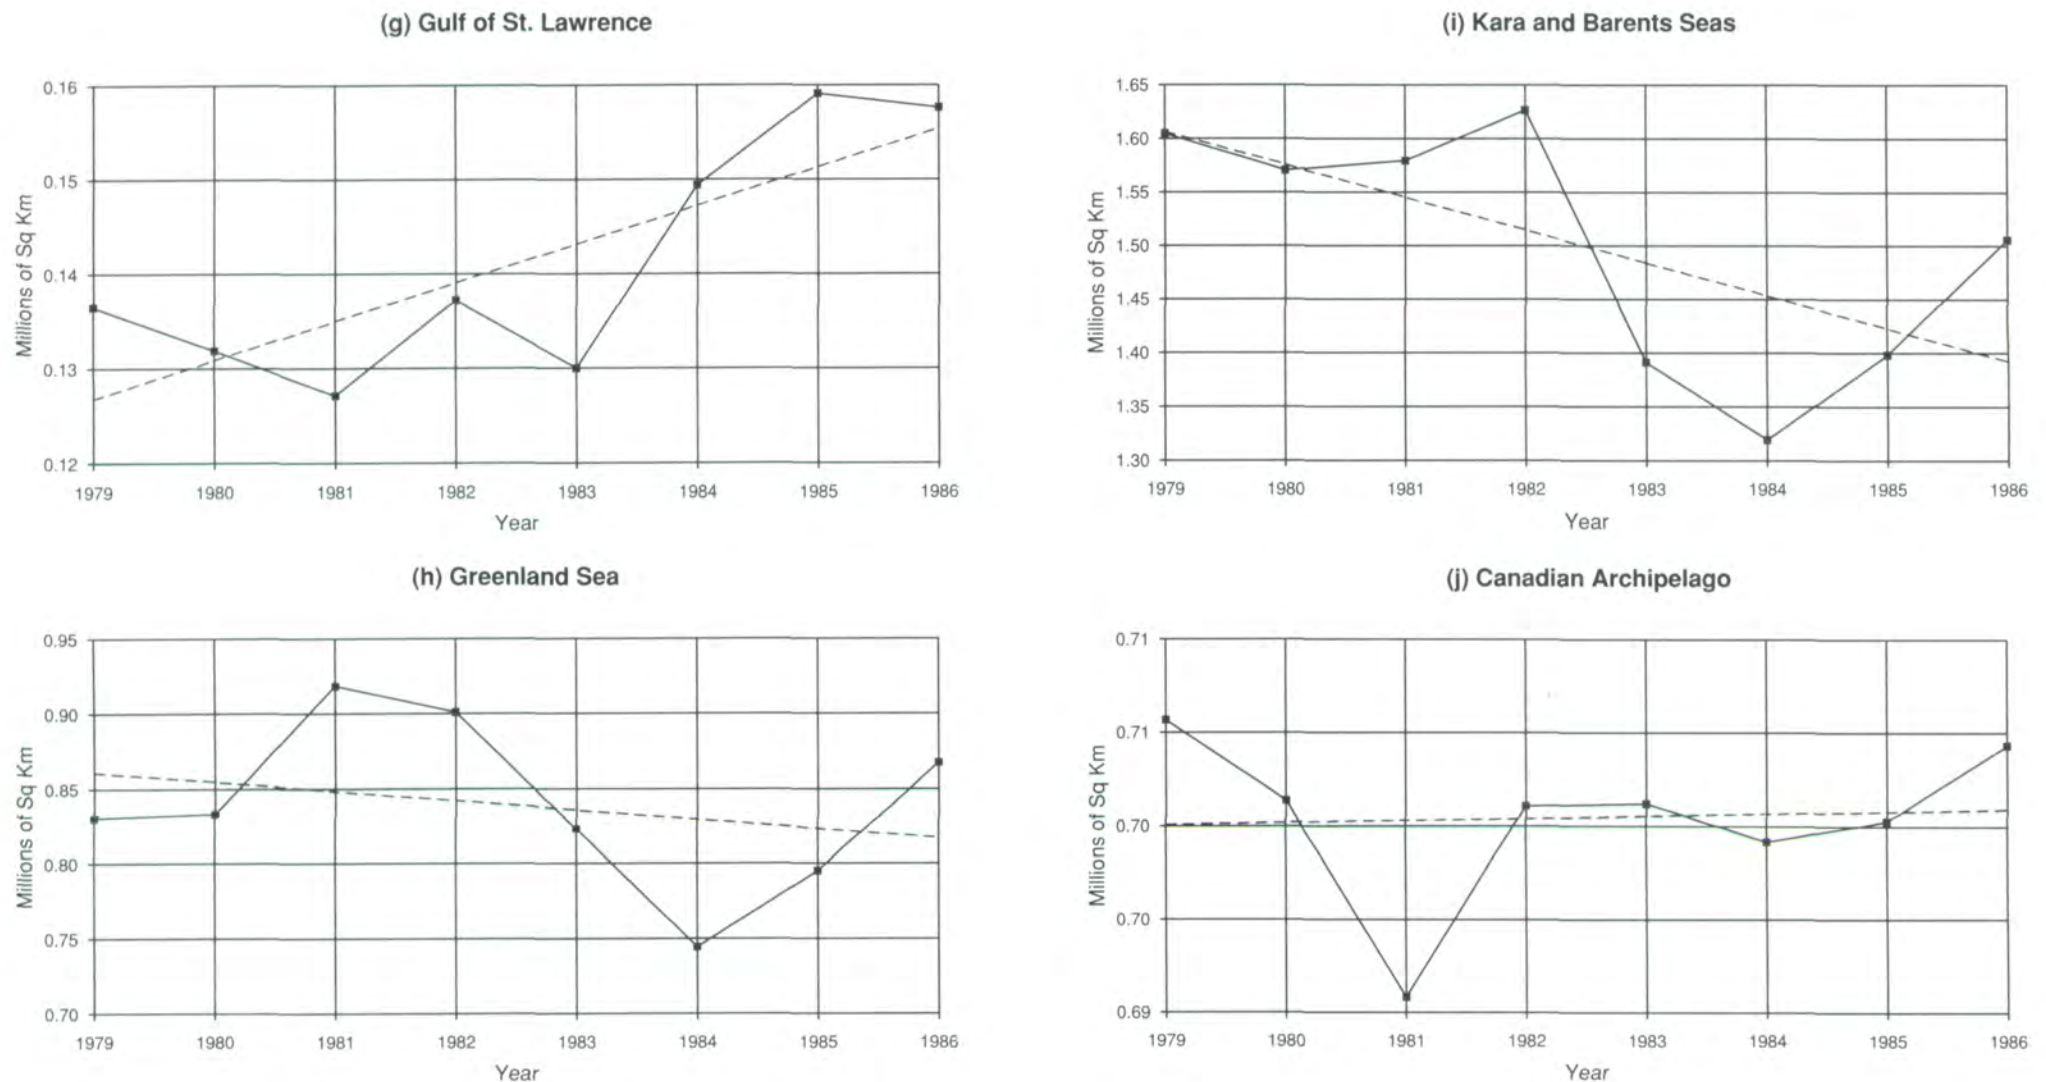 (g) Gulf of St. Lawrence
0.16
0.15
0.14
0.13
0.12
Millions of Sq Km
1979 1980 1981 1982 1983 1984 1985 1986
Year
(h) Greenland Sea
0.95
0.90
0.85
0.80
0.75
0.70
Millions of Sq Km
1979 1980 1981 1982 1983 1984 1985 1986
Year
(i) Kara and Barents Seas
1.65
1.60
1.55
1.50
1.45
1.40
1.35
1.30
Millions of Sq Km
1979 1980 1981 1982 1983 1984 1985 1986
Year
(j) Canadian Archipelago
0.71
0.71
0.70
0.70
0.69
Millions of Sq Km
1979 1980 1981 1982 1983 1984 1985 1986
Year